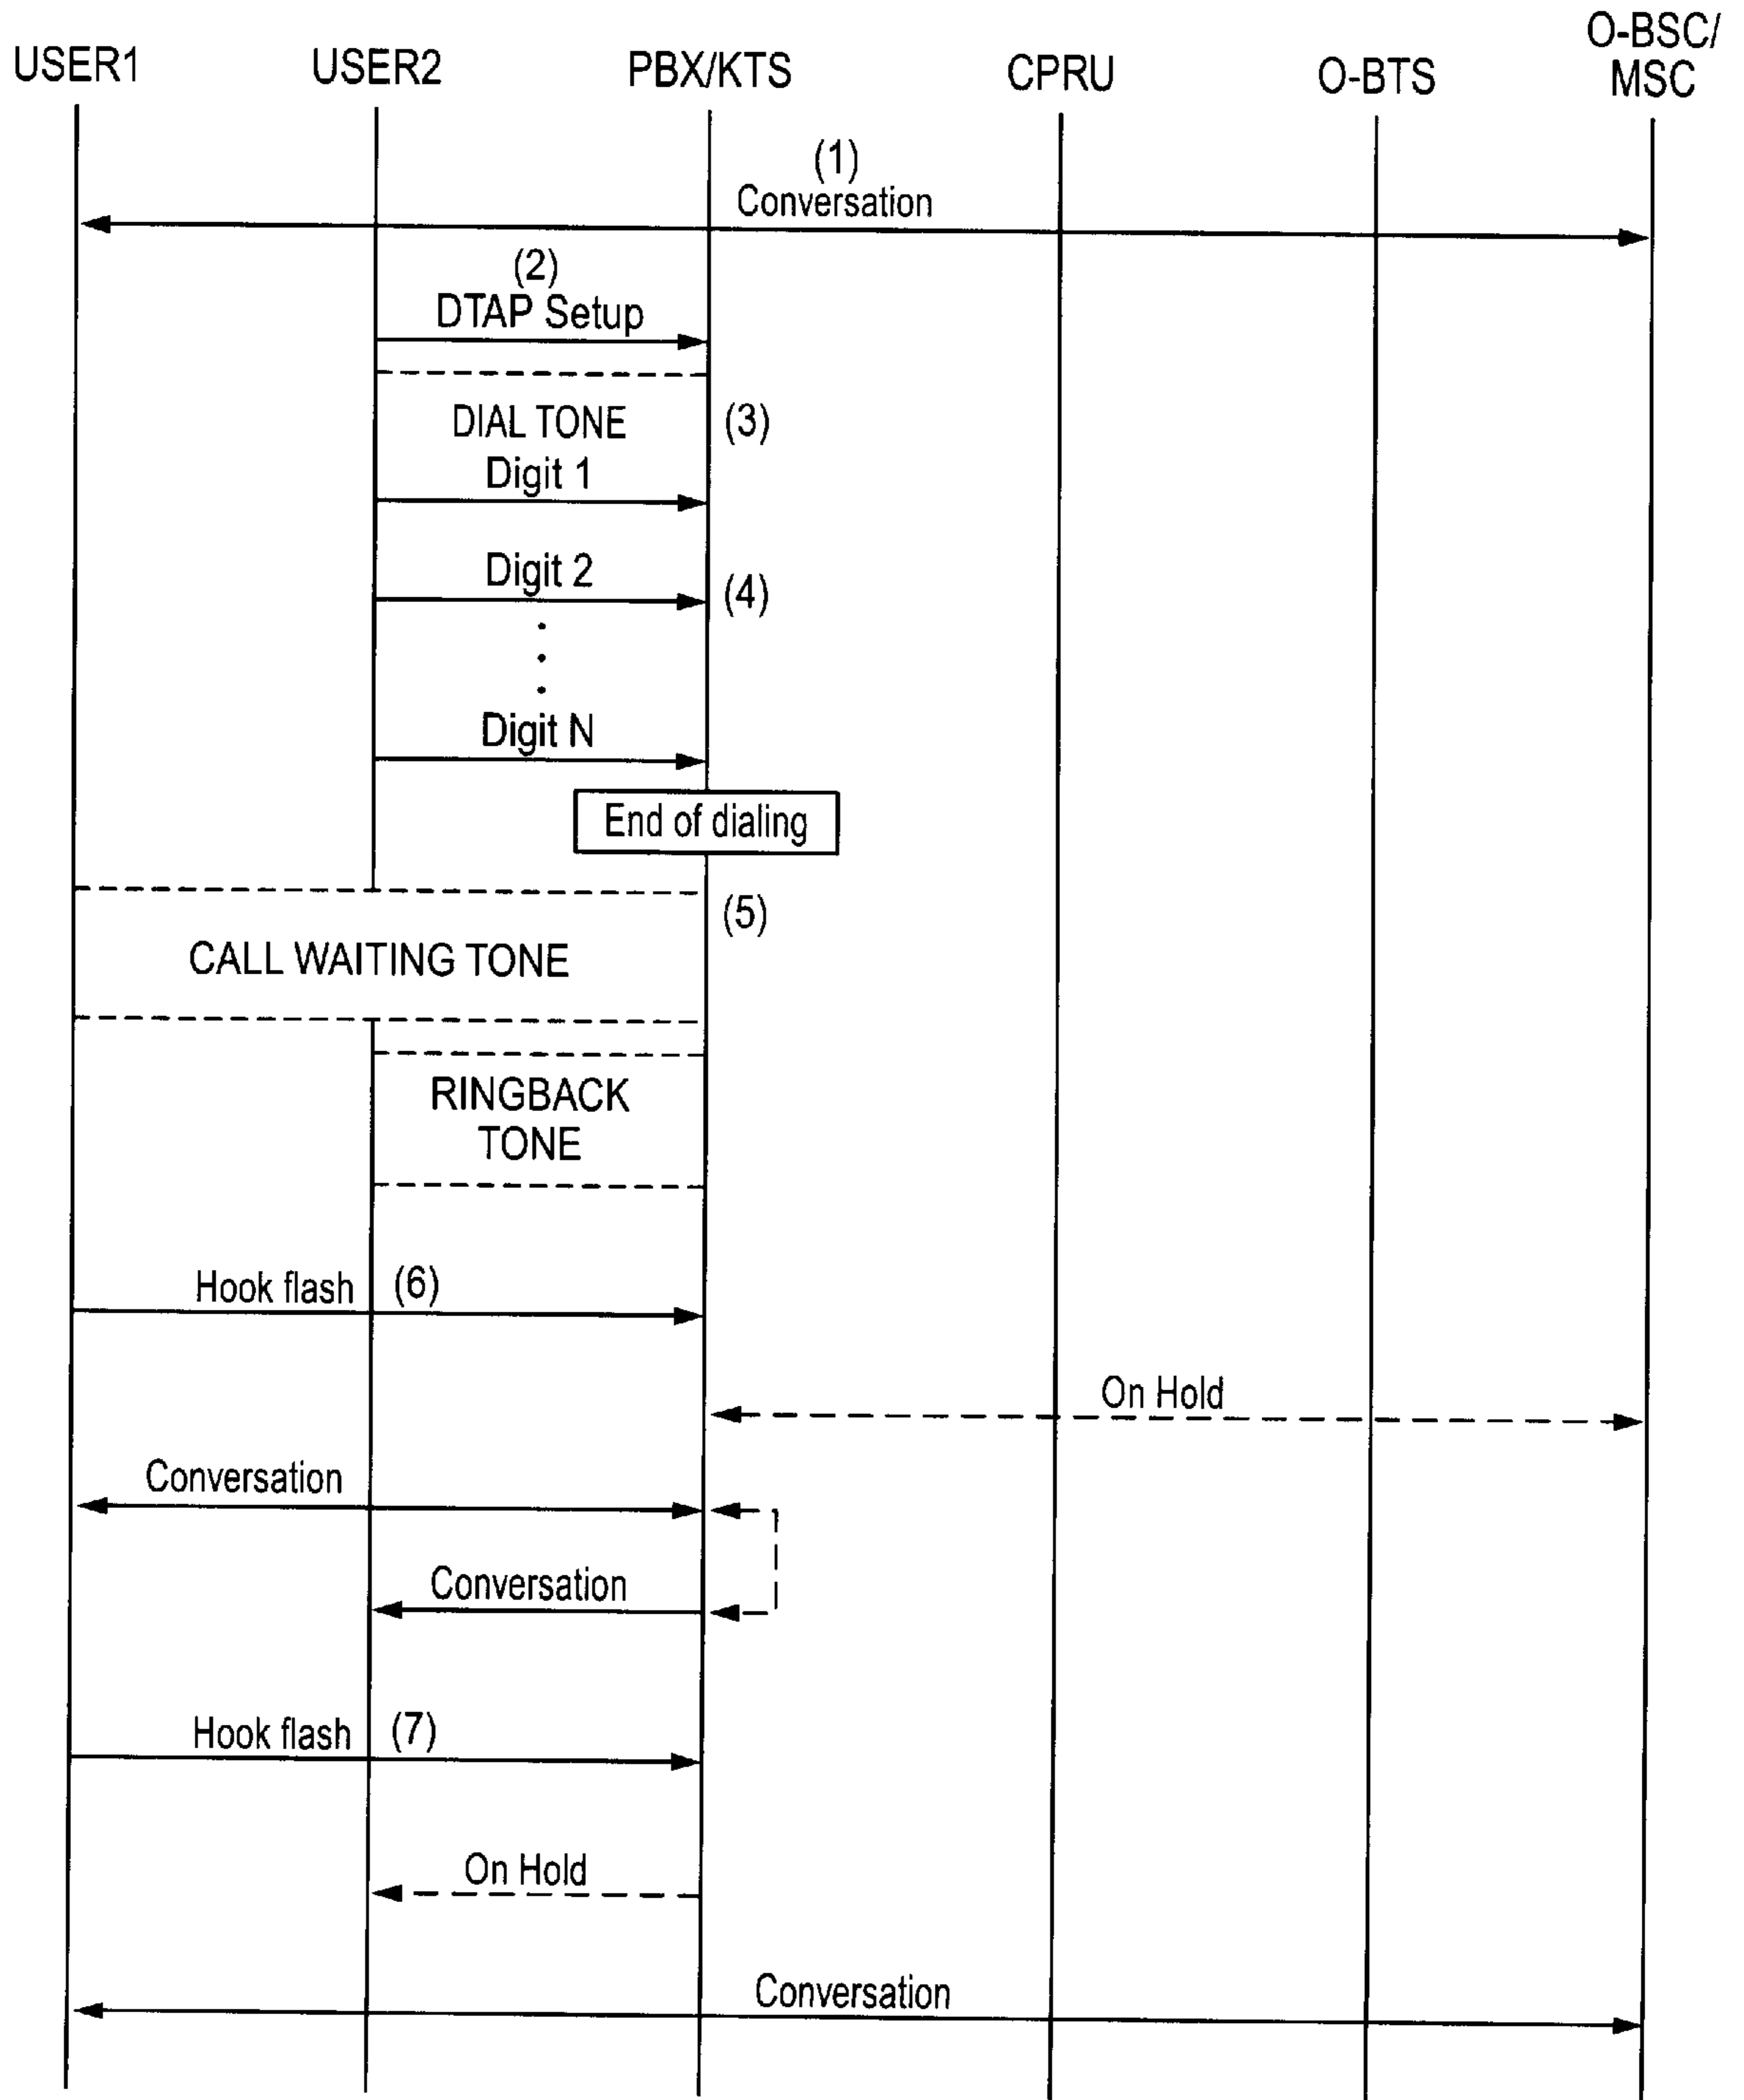 USER1
USER2
PBX/KTS
CPRU
O-BTS
O-BSC/
MSC
(1)
Conversation
(2)
DTAP Setup
DIAL TONE
(3)
Digit 1
Digit 2
(4)
Digit N
End of dialing
(5)
CALL WAITING TONE
RINGBACK
TONE
Hook flash
(6)
On Hold
Conversation
Conversation
Hook flash
(7)
On Hold
Conversation